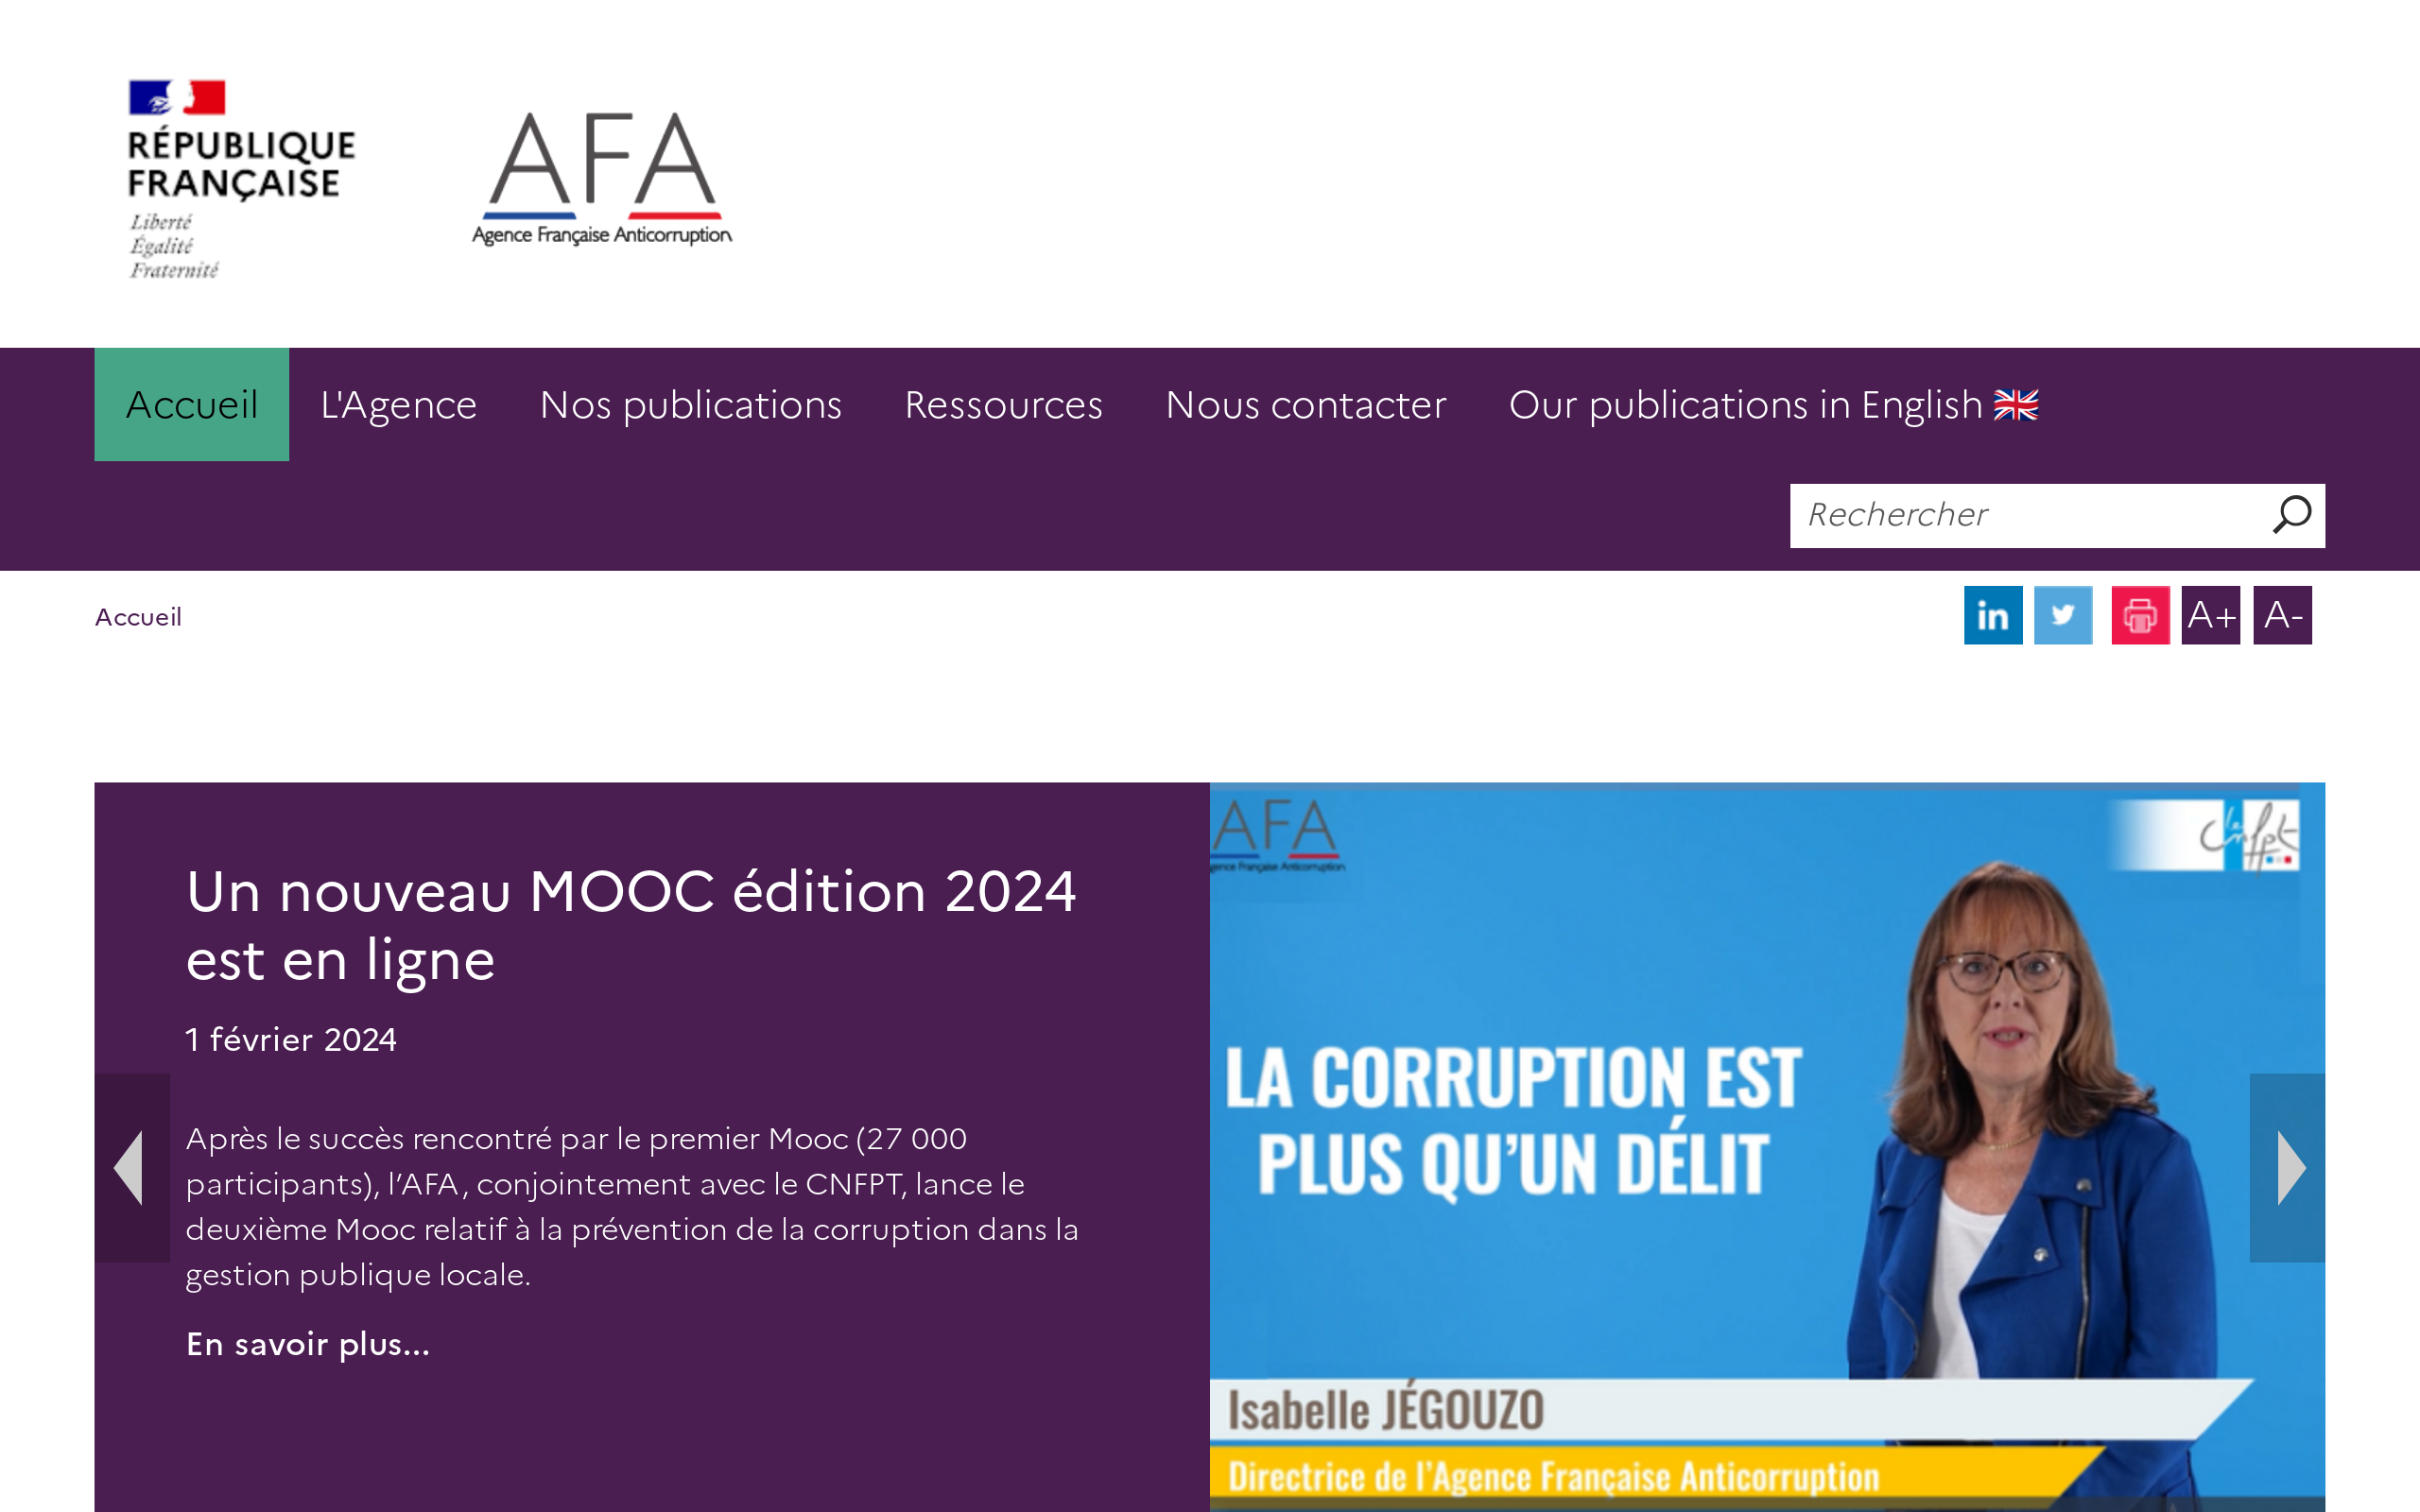 RÉPUBLIQUE
FRANÇAISE
Liberté
Égalité
Fraternité
AFA
Agence Française Anticorruption
Accueil L'Agence Nos publications Ressources Nous contacter Our publications in English 🇬🇧
Rechercher
Accueil
in A+ A-
Un nouveau MOOC édition 2024
est en ligne
1 février 2024
Après le succès rencontré par le premier Mooc (27 000
participants), l’AFA, conjointement avec le CNFPT, lance le
deuxième Mooc relatif à la prévention de la corruption dans la
gestion publique locale.
En savoir plus...
AFA
gence Française Anticorruption
le cnfpt
LA CORRUPTION EST
PLUS QU’UN DÉLIT
Isabelle JÉGOUZO
Directrice de l’Agence Française Anticorruption